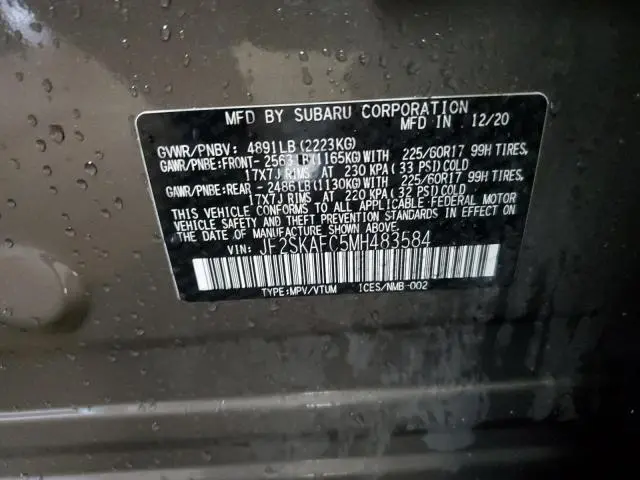 MFD BY SUBARU CORPORATION
MFD IN 12/20
GVWR/PNBV: 4891LB(2223KG)
GAWR/PNBE:FRONT- 2563LB(1165KG)WITH 225/60R17 99H TIRES,
17X7J RIMS AT 230 KPA(33 PSI)COLD
GAWR/PNBE:REAR - 2486LB(1130KG)WITH 225/60R17 99H TIRES,
17X7J RIMS AT 220 KPA(32 PSI)COLD
THIS VEHICLE CONFORMS TO ALL APPLICABLE FEDERAL MOTOR
VEHICLE SAFETY AND THEFT PREVENTION STANDARDS IN EFFECT ON
THE DATE OF MANUFACTURE SHOWN ABOVE.
VIN: JF2SKAFC5MH483584
TYPE:MPV/VTUM ICES/NMB-002